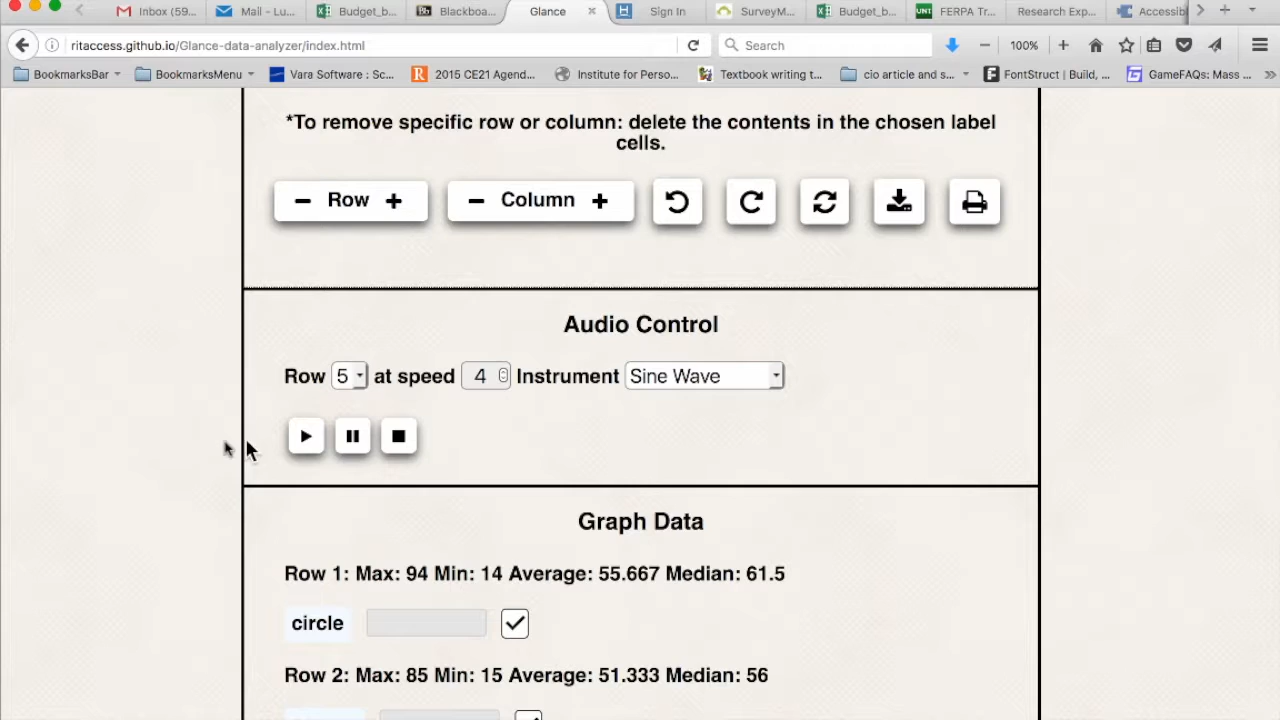 Inbox (59...
Mail – Lu...
Budget_b...
Bb Blackboa...
Glance
Sign In
SurveyM...
Budget_b...
UNI FERPA Tr...
Research Exp...
Accessibl
ritaccess.github.io/Glance-data-analyzer/index.html
Search
100%
BookmarksBar
BookmarksMenu
Vara Software : Sc...
R 2015 CE21 Agend...
Institute for Perso...
Textbook writing t...
cio article and s...
F FontStruct | Build, ...
G GameFAQs: Mass ...
*To remove specific row or column: delete the contents in the chosen label
cells.
− Row +
− Column +
Audio Control
Row 5 at speed 4 Instrument Sine Wave
Graph Data
Row 1: Max: 94 Min: 14 Average: 55.667 Median: 61.5
circle
Row 2: Max: 85 Min: 15 Average: 51.333 Median: 56